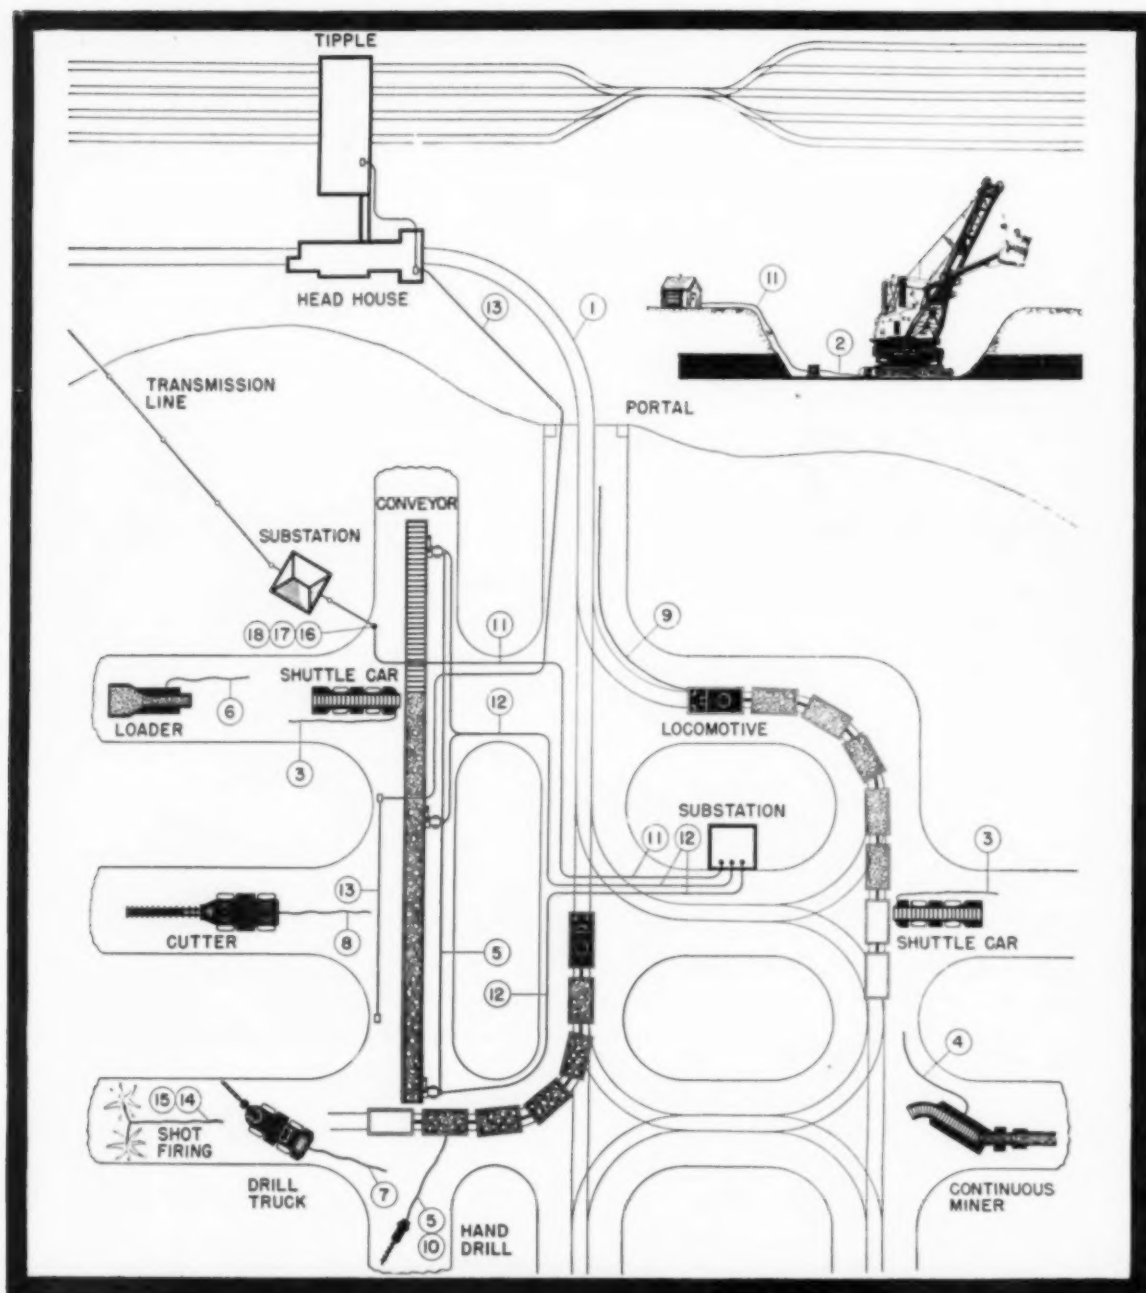 TIPPLE
HEAD HOUSE
13
1
11
2
TRANSMISSION
LINE
PORTAL
CONVEYOR
SUBSTATION
18 17 16
11
9
SHUTTLE CAR
6
LOADER
12
LOCOMOTIVE
3
SUBSTATION
11
12
3
13
8
CUTTER
5
SHUTTLE CAR
12
4
15 14
SHOT
FIRING
DRILL
TRUCK
7
5
10
HAND
DRILL
CONTINUOUS
MINER